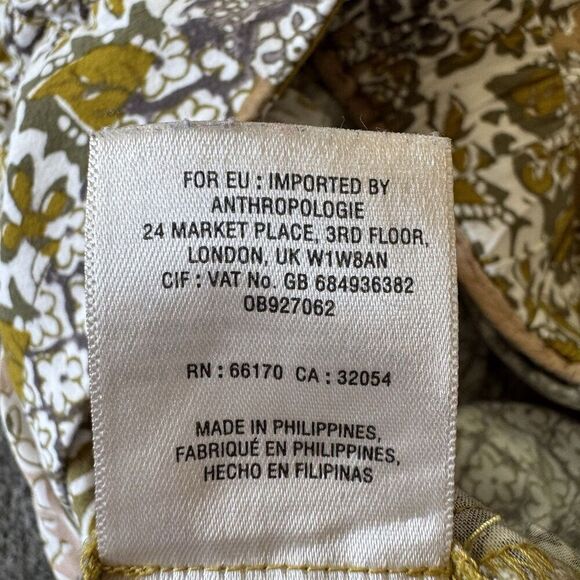 FOR EU : IMPORTED BY
ANTHROPOLOGIE
24 MARKET PLACE, 3RD FLOOR,
LONDON, UK W1W8AN
CIF : VAT No. GB 684936382
OB927062
RN : 66170 CA : 32054
MADE IN PHILIPPINES,
FABRIQUÉ EN PHILIPPINES,
HECHO EN FILIPINAS